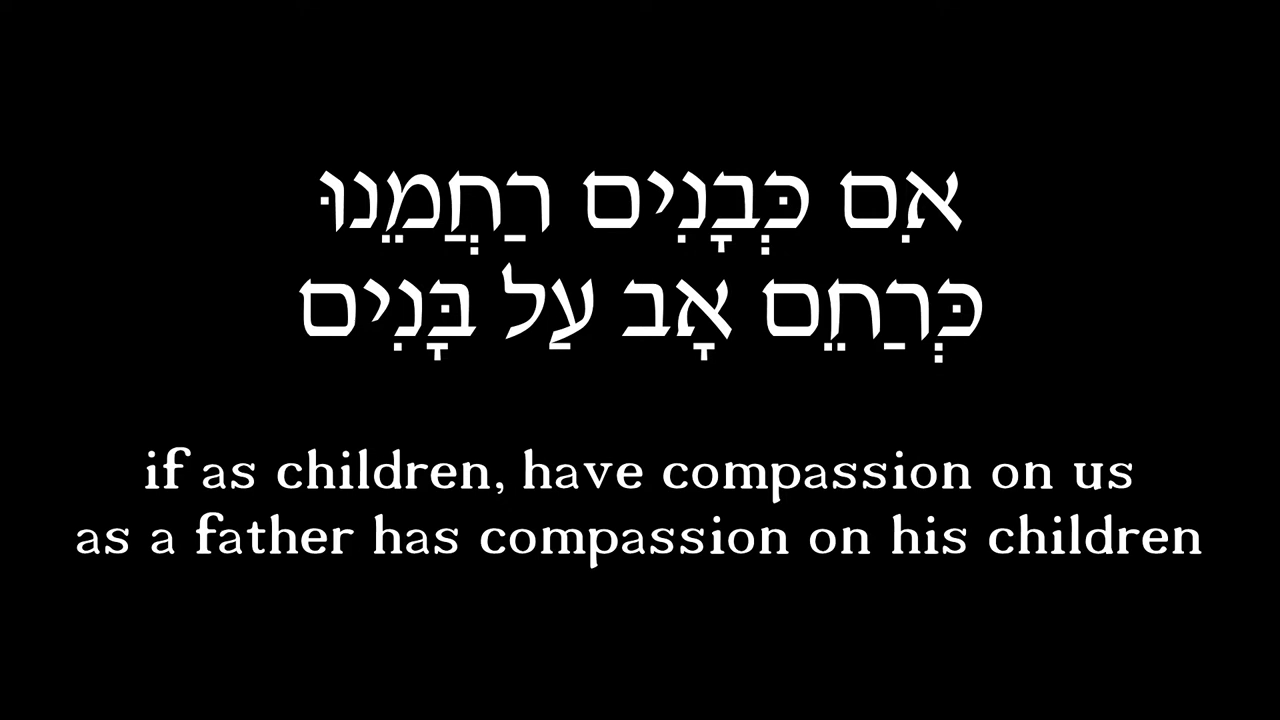 אִם כְּבָנִים רַחֲמֵנוּ
כְּרַחֵם אָב עַל בָּנִים
if as children, have compassion on us
as a father has compassion on his children